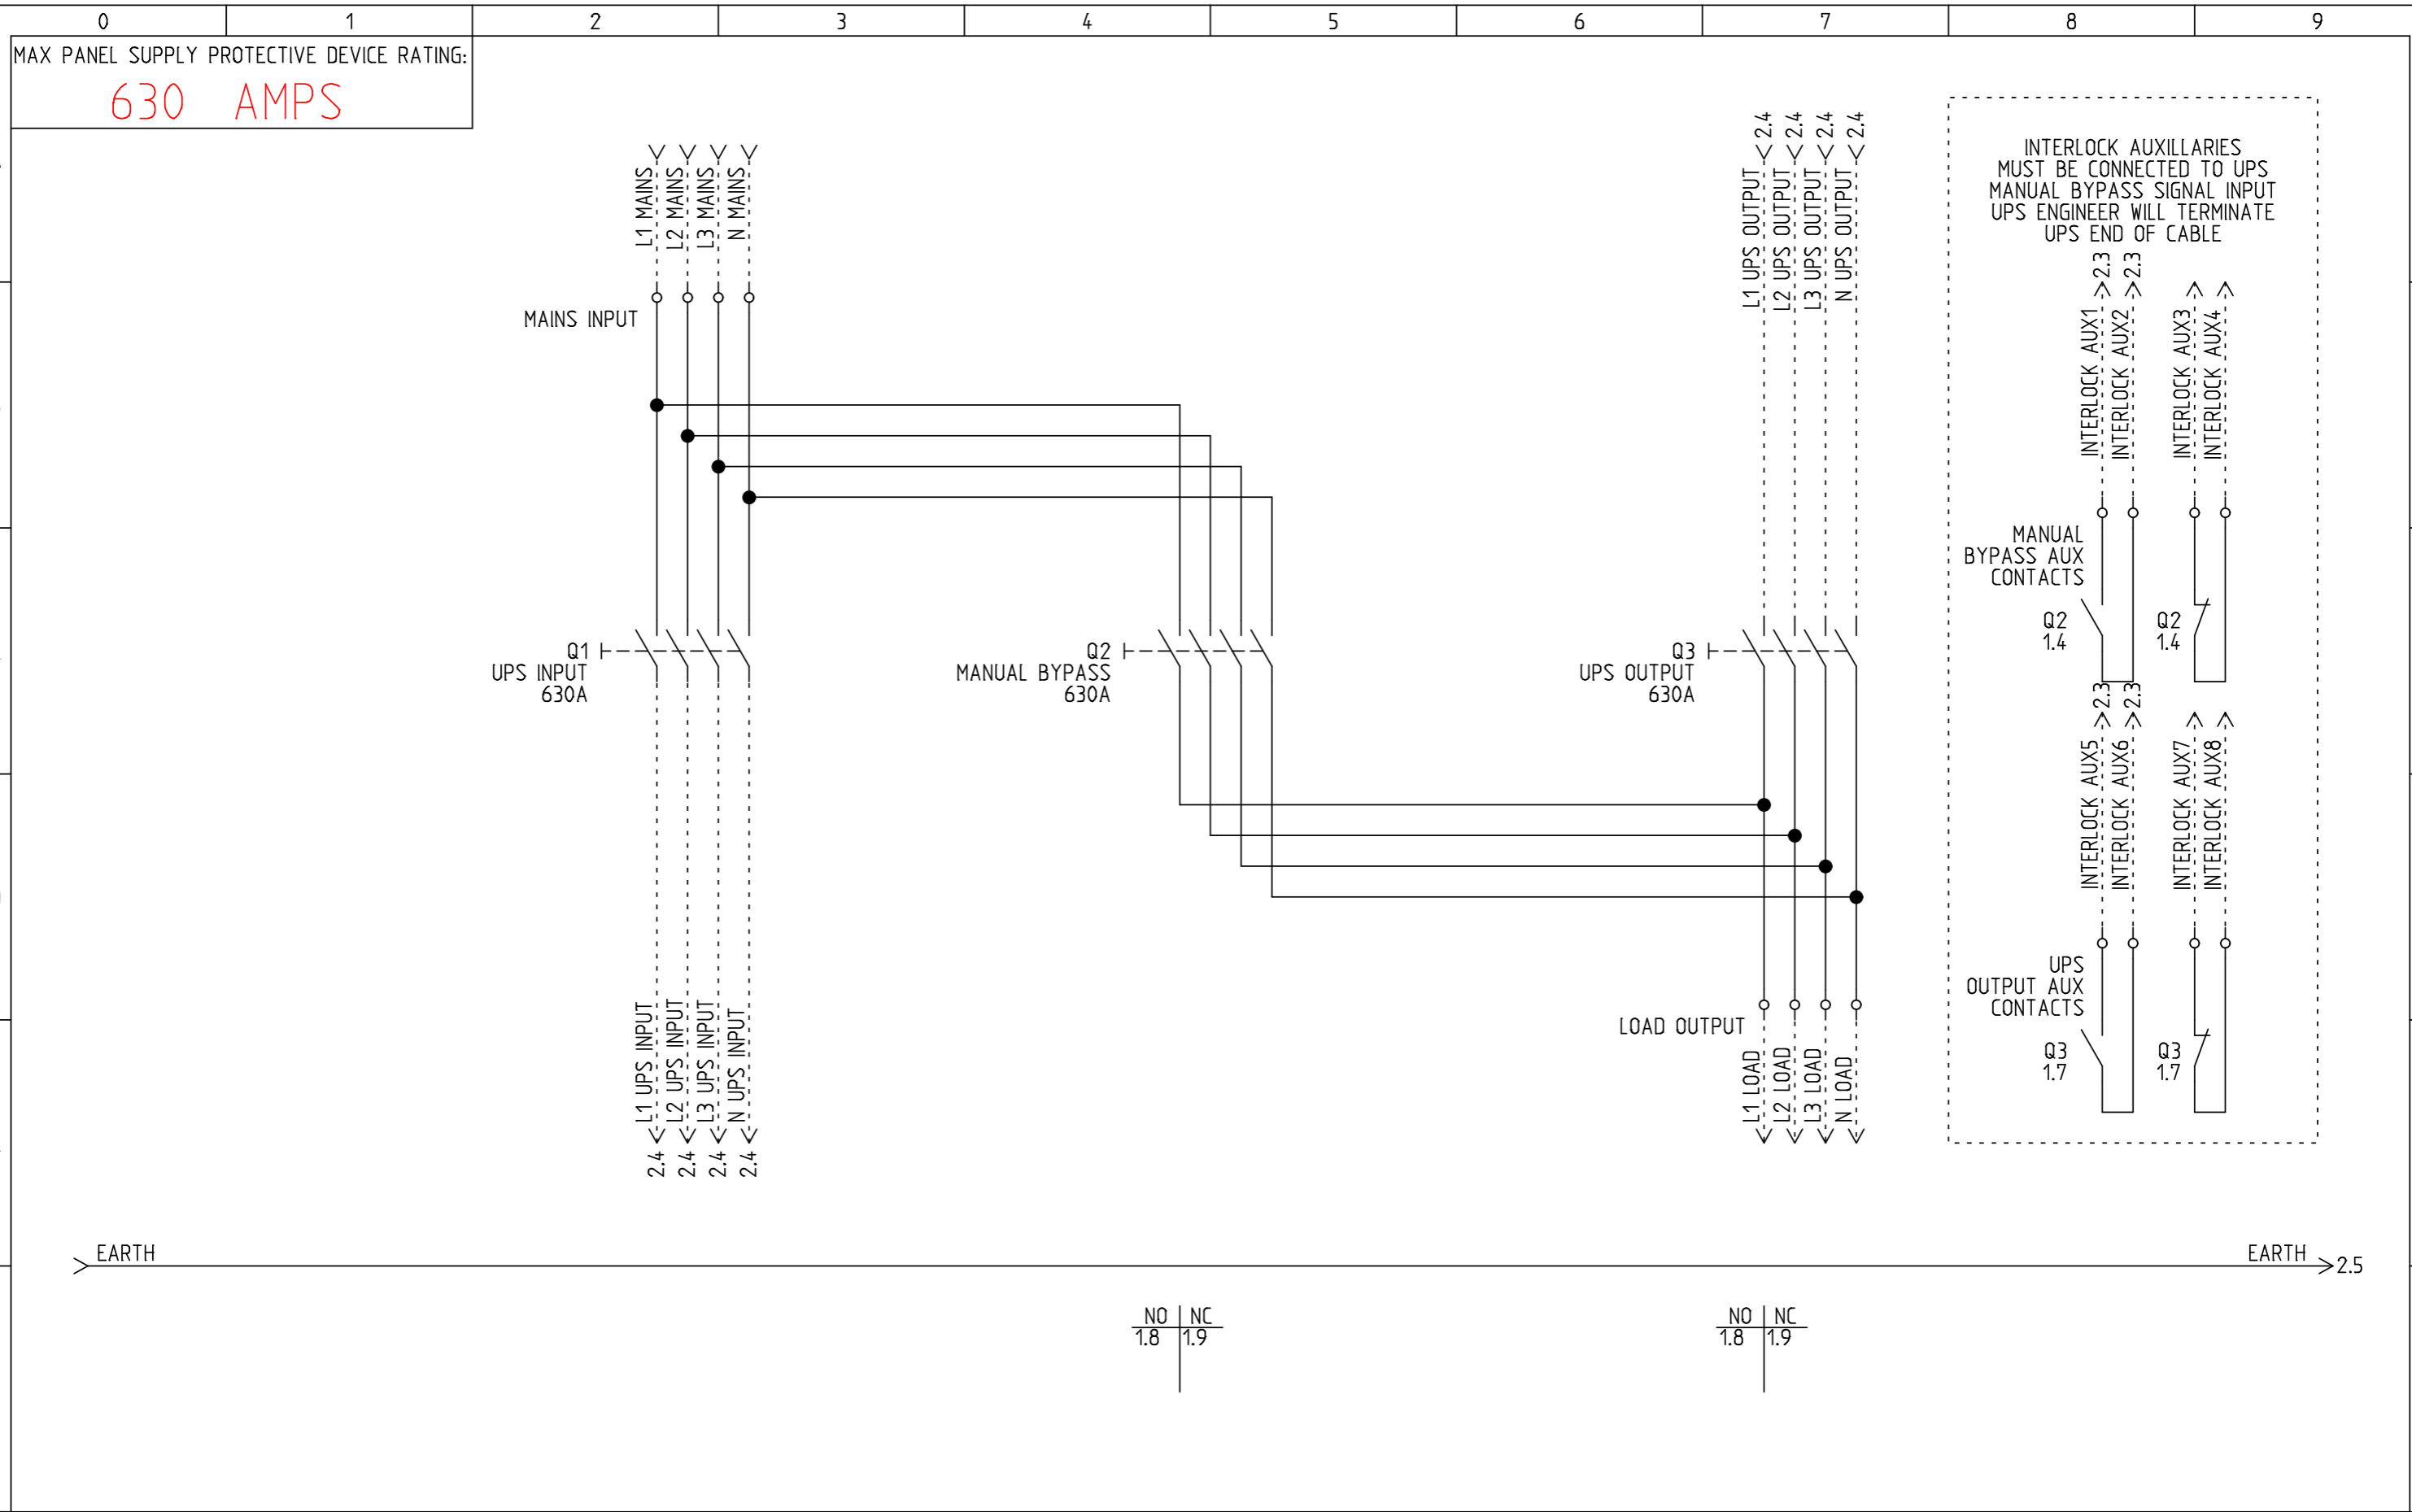 0 1 2 3 4 5 6 7 8 9
MAX PANEL SUPPLY PROTECTIVE DEVICE RATING:
630 AMPS
L1 MAINS
L2 MAINS
L3 MAINS
N MAINS
MAINS INPUT
2.4
2.4
2.4
2.4
L1 UPS OUTPUT
L2 UPS OUTPUT
L3 UPS OUTPUT
N UPS OUTPUT
INTERLOCK AUXILLARIES
MUST BE CONNECTED TO UPS
MANUAL BYPASS SIGNAL INPUT
UPS ENGINEER WILL TERMINATE
UPS END OF CABLE
2.3
2.3
INTERLOCK AUX1
INTERLOCK AUX2
INTERLOCK AUX3
INTERLOCK AUX4
MANUAL
BYPASS AUX
CONTACTS
Q2
1.4
Q2
1.4
Q1
UPS INPUT
630A
Q2
MANUAL BYPASS
630A
Q3
UPS OUTPUT
630A
2.3
2.3
INTERLOCK AUX5
INTERLOCK AUX6
INTERLOCK AUX7
INTERLOCK AUX8
UPS
OUTPUT AUX
CONTACTS
Q3
1.7
Q3
1.7
L1 UPS INPUT
L2 UPS INPUT
L3 UPS INPUT
N UPS INPUT
2.4
2.4
2.4
2.4
LOAD OUTPUT
L1 LOAD
L2 LOAD
L3 LOAD
N LOAD
EARTH
EARTH
2.5
NO NC
1.8 1.9
NO NC
1.8 1.9